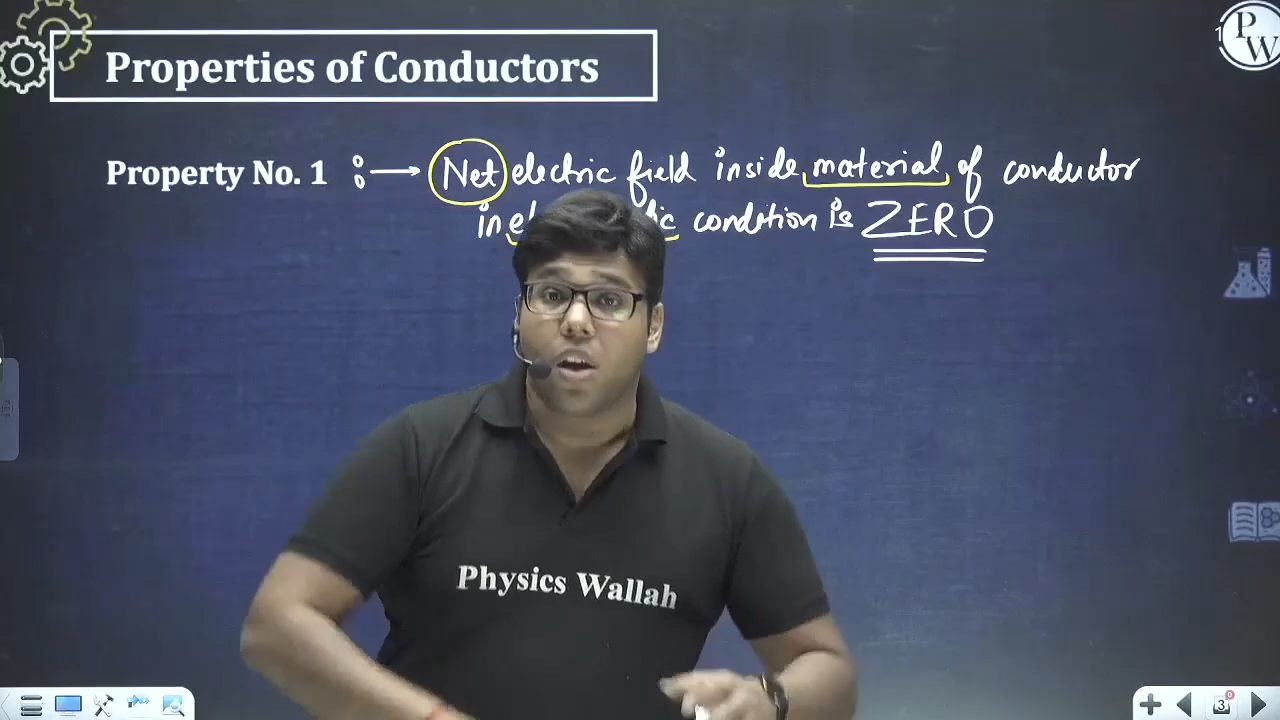 Properties of Conductors
PW
Property No. 1 :→ Net electric field inside material of conductor
in condition is ZERO
Physics Wallah
3